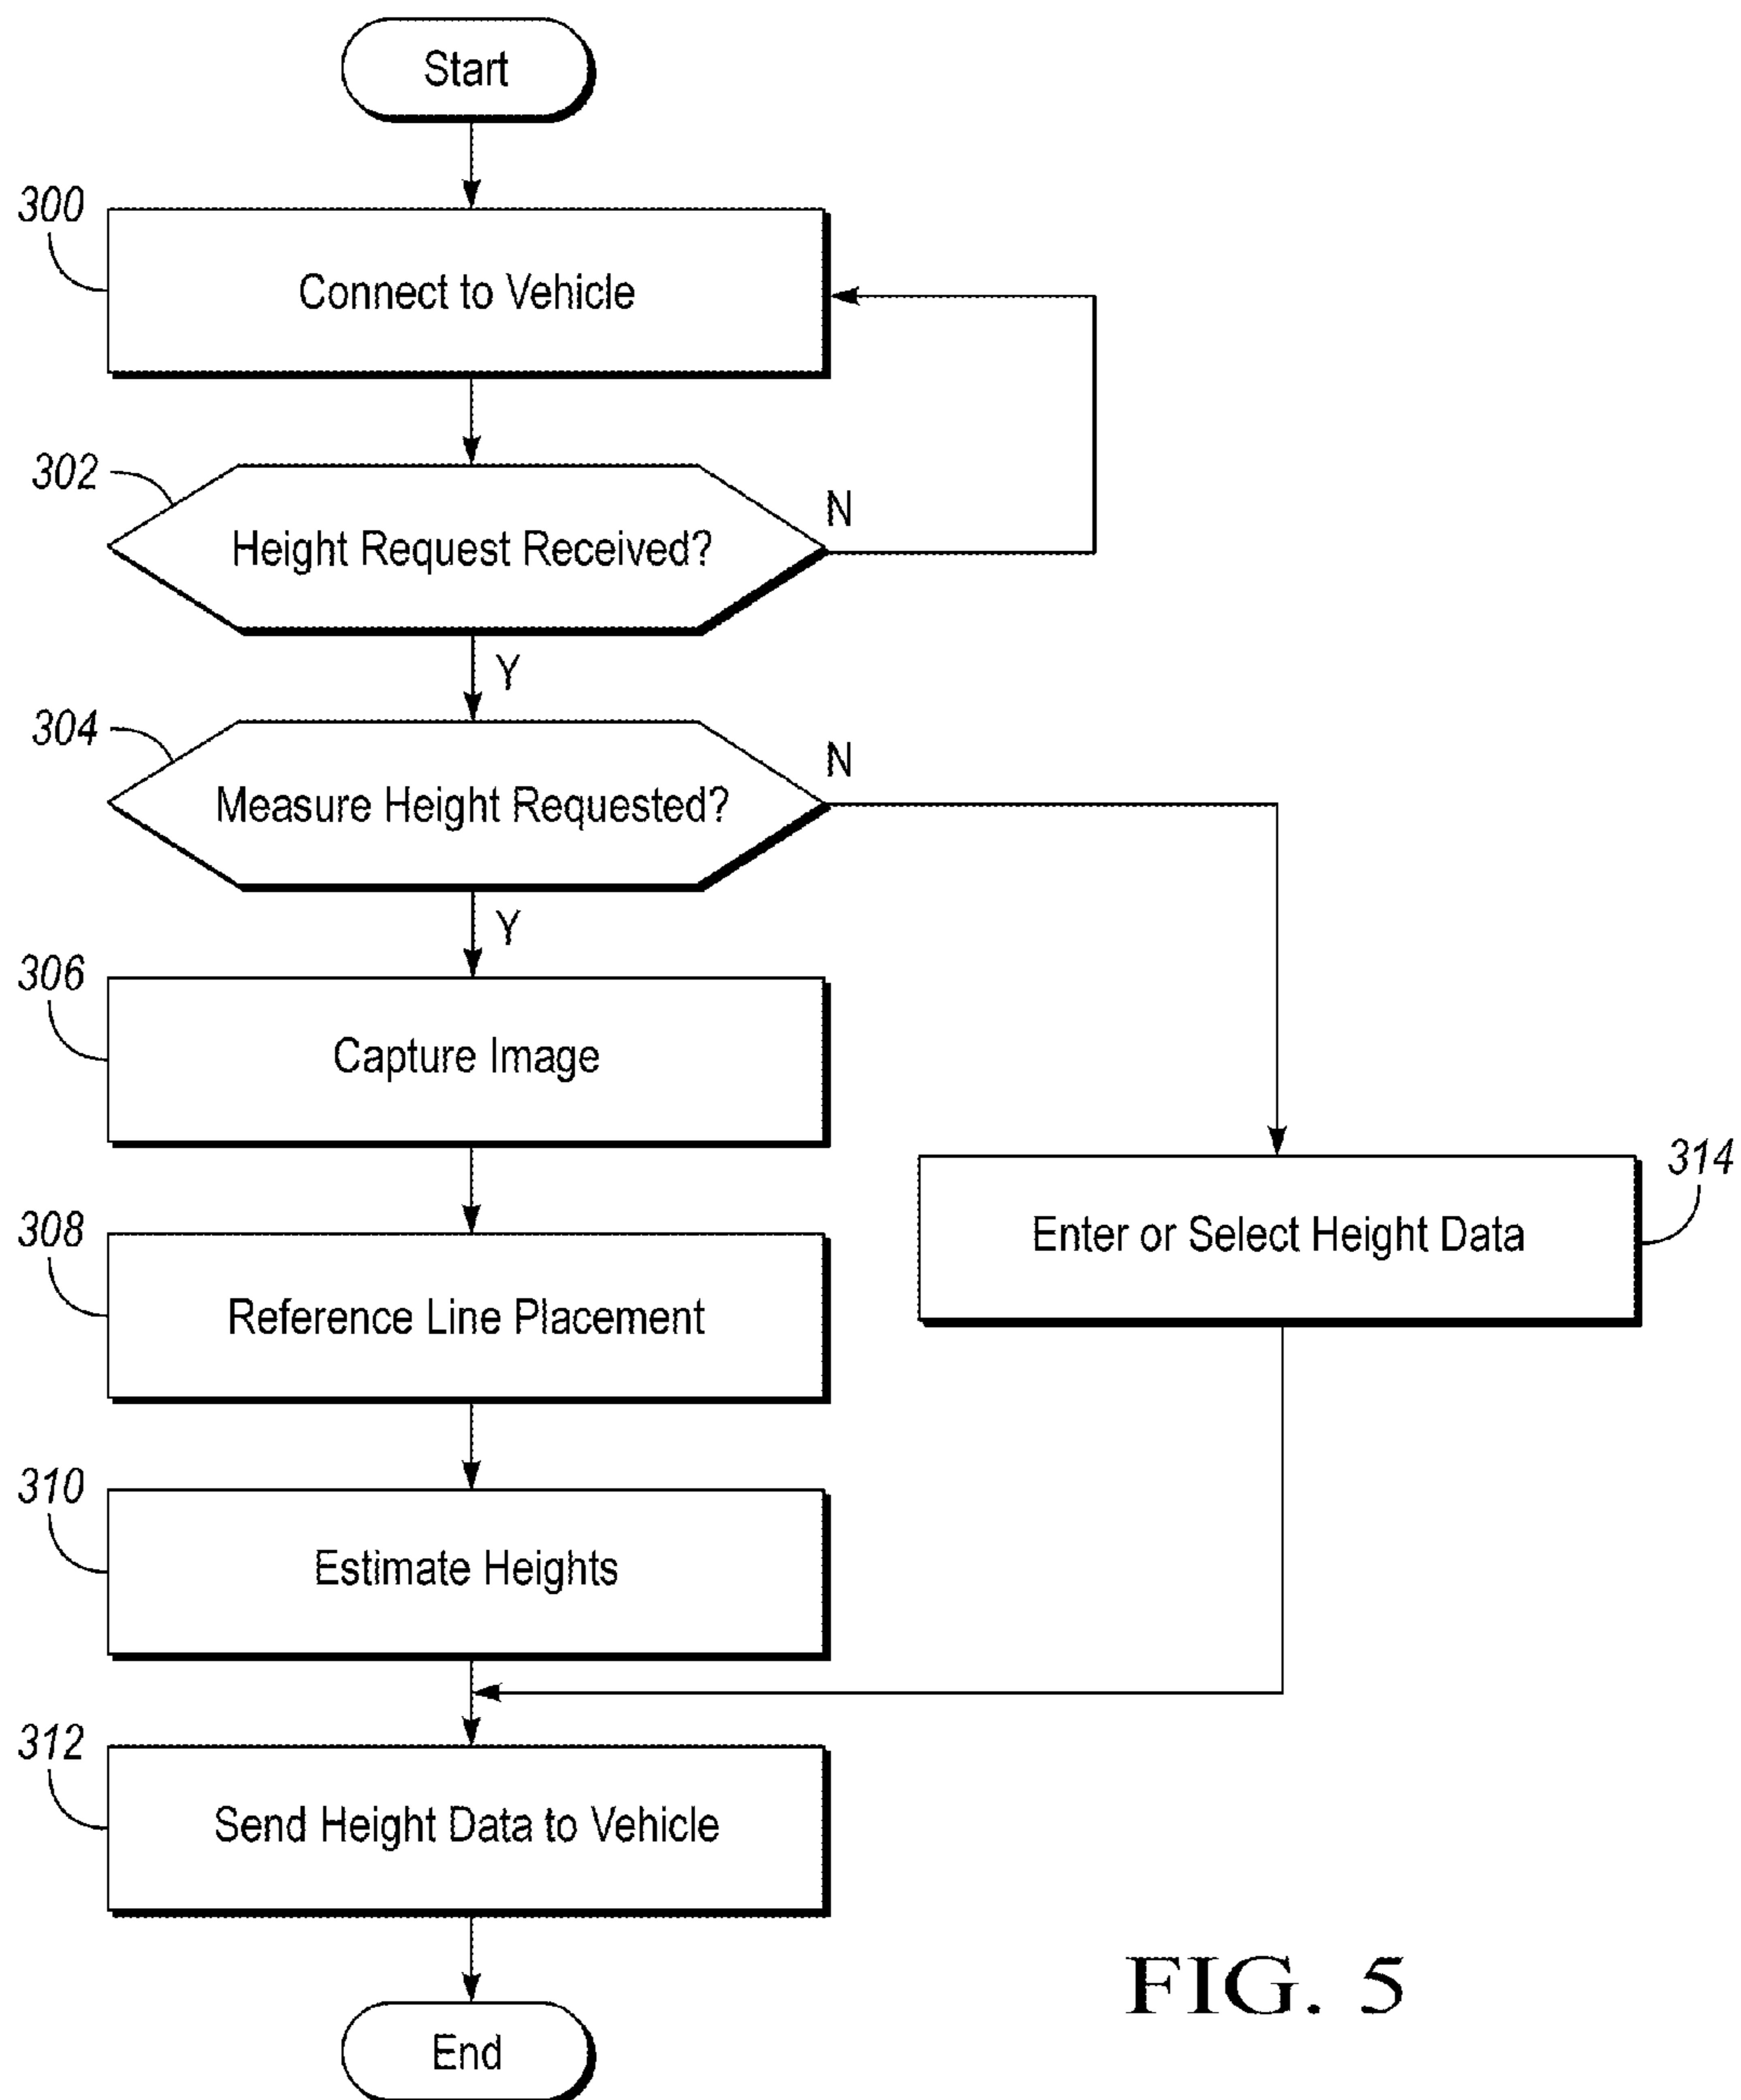 Start
300
Connect to Vehicle
302
Height Request Received?
N
Y
304
Measure Height Requested?
N
Y
306
Capture Image
308
Reference Line Placement
314
Enter or Select Height Data
310
Estimate Heights
312
Send Height Data to Vehicle
End
FIG. 5